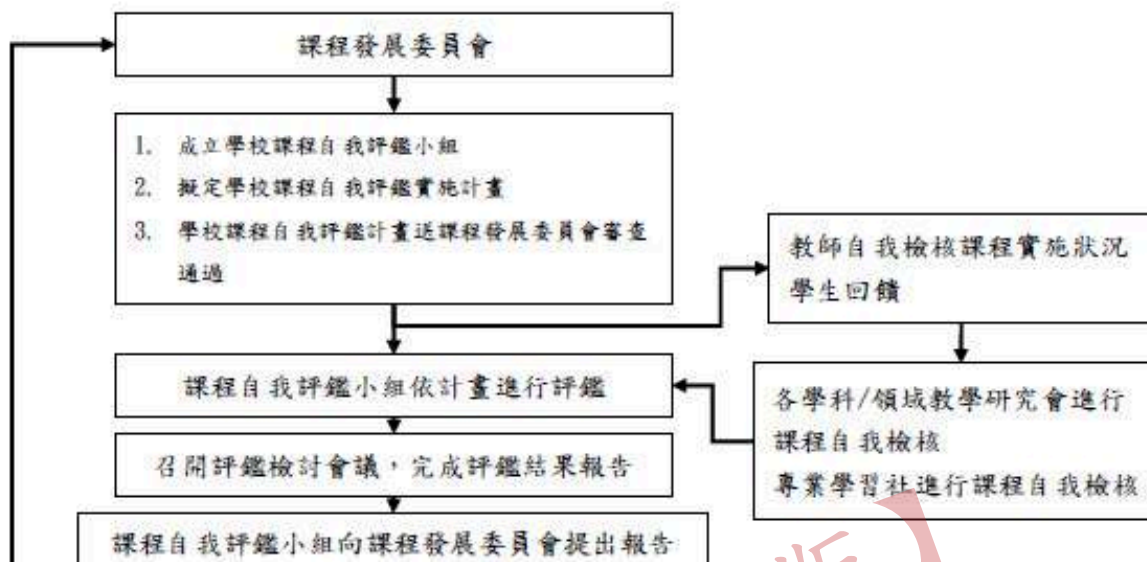 課程發展委員會
1. 成立學校課程自我評鑑小組
2. 擬定學校課程自我評鑑實施計畫
3. 學校課程自我評鑑計畫送課程發展委員會審查
通過
教師自我檢核課程實施狀況
學生回饋
課程自我評鑑小組依計畫進行評鑑
各學科/領域教學研究會進行
課程自我檢核
專業學習社進行課程自我檢核
召開評鑑檢討會議，完成評鑑結果報告
課程自我評鑑小組向課程發展委員會提出報告